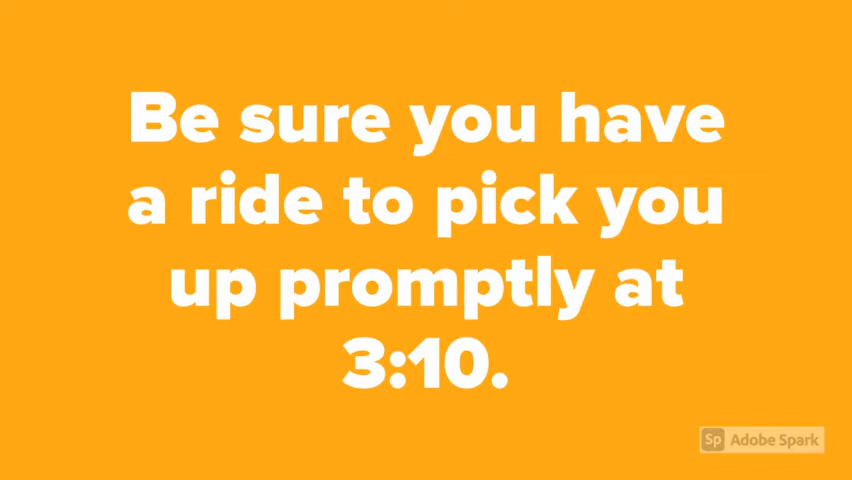 Be sure you have
a ride to pick you
up promptly at
3:10.
Sp Adobe Spark